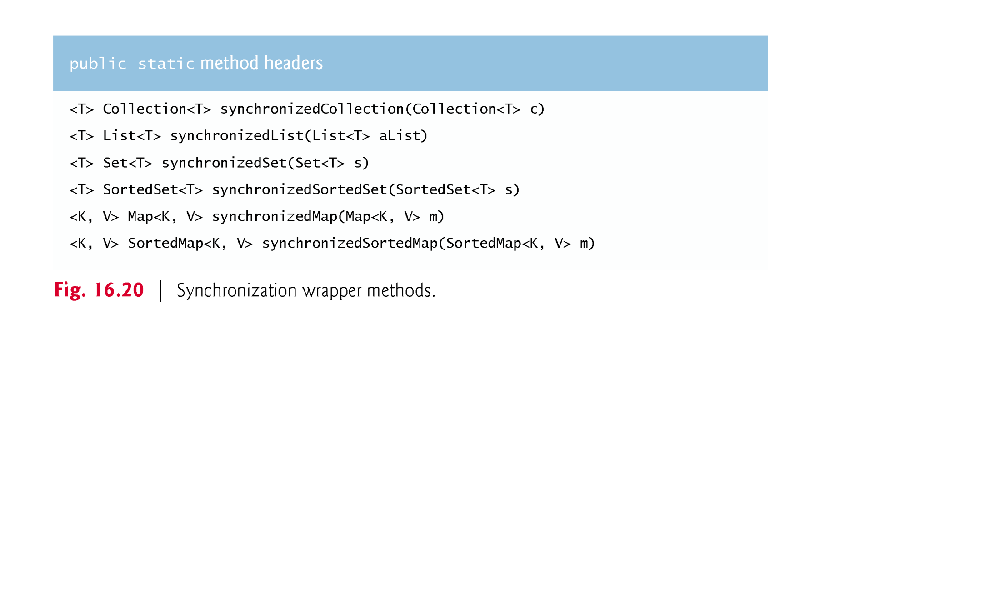 public static method headers
<T> Collection<T> synchronizedCollection(Collection<T> c)
<T> List<T> synchronizedList(List<T> aList)
<T> Set<T> synchronizedSet(Set<T> s)
<T> SortedSet<T> synchronizedSortedSet(SortedSet<T> s)
<K, V> Map<K, V> synchronizedMap(Map<K, V> m)
<K, V> SortedMap<K, V> synchronizedSortedMap(SortedMap<K, V> m)
Fig. 16.20 | Synchronization wrapper methods.